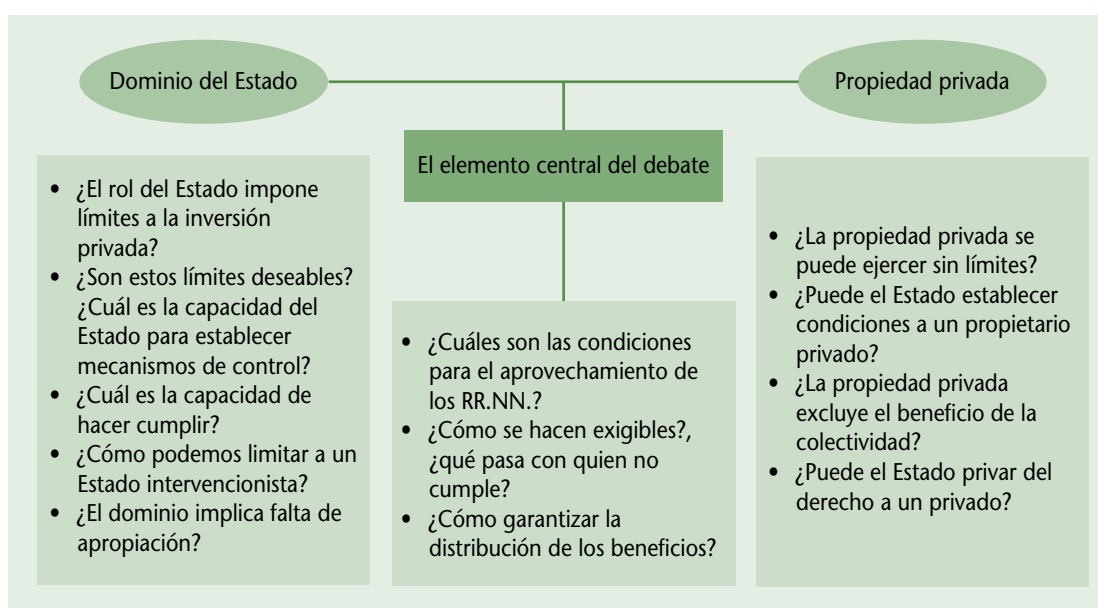 Dominio del Estado
Propiedad privada
El elemento central del debate
• ¿El rol del Estado impone
límites a la inversión
privada?
• ¿Son estos límites deseables?
¿Cuál es la capacidad del
Estado para establecer
mecanismos de control?
• ¿Cuál es la capacidad de
hacer cumplir?
• ¿Cómo podemos limitar a un
Estado intervencionista?
• ¿El dominio implica falta de
apropiación?
• ¿Cuáles son las condiciones
para el aprovechamiento de
los RR.NN.?
• ¿Cómo se hacen exigibles?,
¿qué pasa con quien no
cumple?
• ¿Cómo garantizar la
distribución de los beneficios?
• ¿La propiedad privada se
puede ejercer sin límites?
• ¿Puede el Estado establecer
condiciones a un propietario
privado?
• ¿La propiedad privada
excluye el beneficio de la
colectividad?
• ¿Puede el Estado privar del
derecho a un privado?